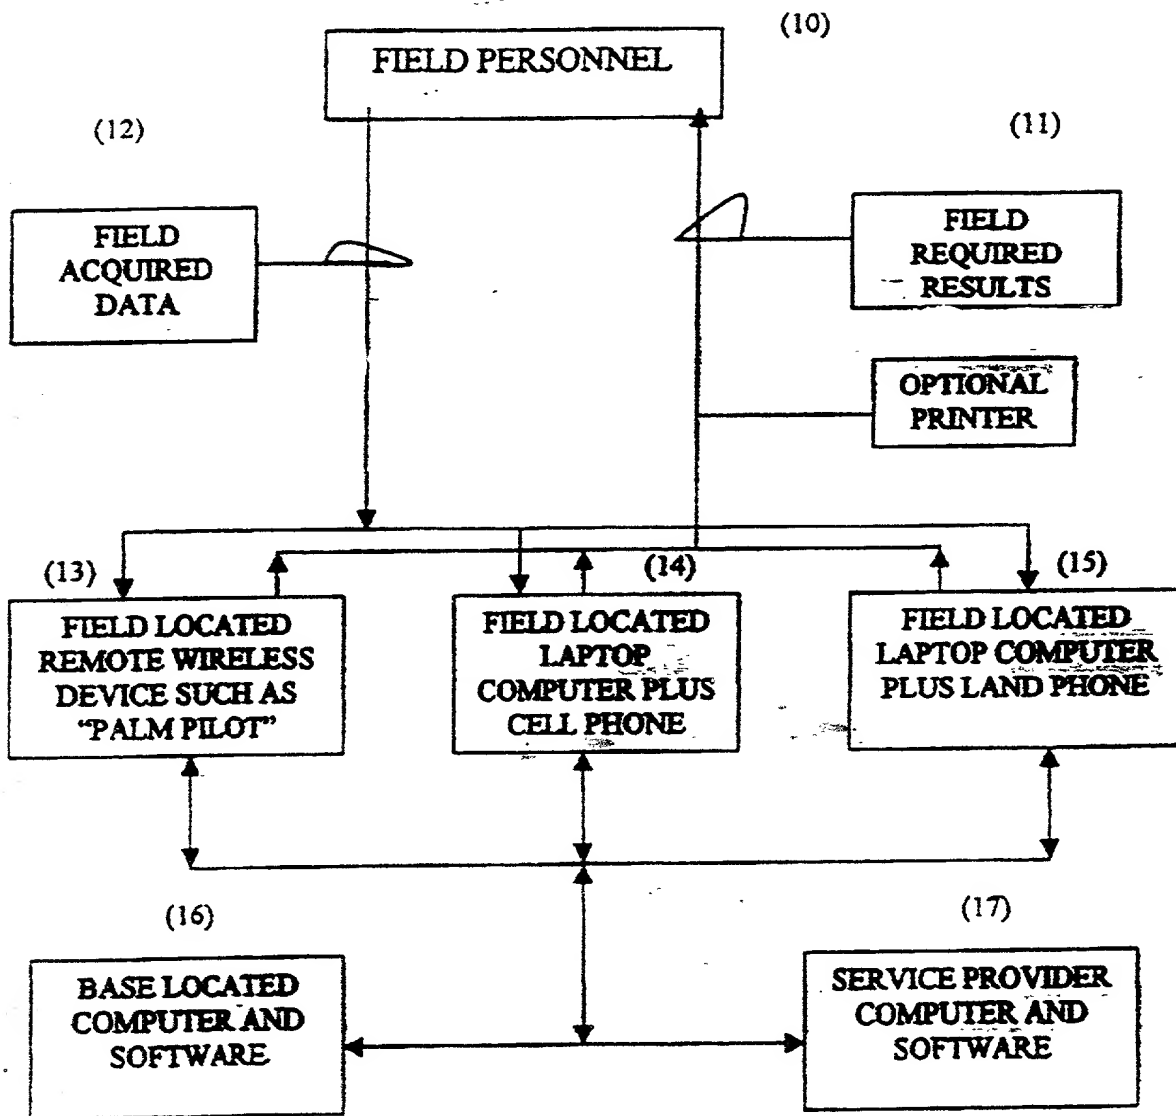 (10)
FIELD PERSONNEL
(12)
(11)
FIELD
ACQUIRED
DATA
FIELD
REQUIRED
RESULTS
OPTIONAL
PRINTER
(13)
FIELD LOCATED
REMOTE WIRELESS
DEVICE SUCH AS
“PALM PILOT”
(14)
FIELD LOCATED
LAPTOP
COMPUTER PLUS
CELL PHONE
(15)
FIELD LOCATED
LAPTOP COMPUTER
PLUS LAND PHONE
(16)
BASE LOCATED
COMPUTER AND
SOFTWARE
(17)
SERVICE PROVIDER
COMPUTER AND
SOFTWARE